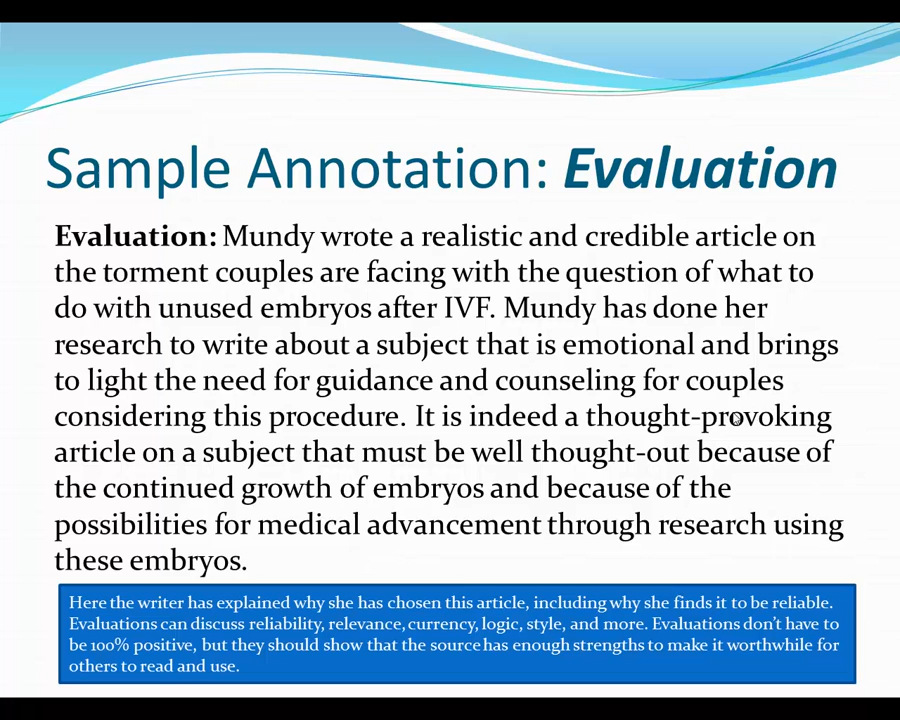 Sample Annotation: Evaluation
Evaluation: Mundy wrote a realistic and credible article on
the torment couples are facing with the question of what to
do with unused embryos after IVF. Mundy has done her
research to write about a subject that is emotional and brings
to light the need for guidance and counseling for couples
considering this procedure. It is indeed a thought-provoking
article on a subject that must be well thought-out because of
the continued growth of embryos and because of the
possibilities for medical advancement through research using
these embryos.
Here the writer has explained why she has chosen this article, including why she finds it to be reliable.
Evaluations can discuss reliability, relevance, currency, logic, style, and more. Evaluations don't have to
be 100% positive, but they should show that the source has enough strengths to make it worthwhile for
others to read and use.